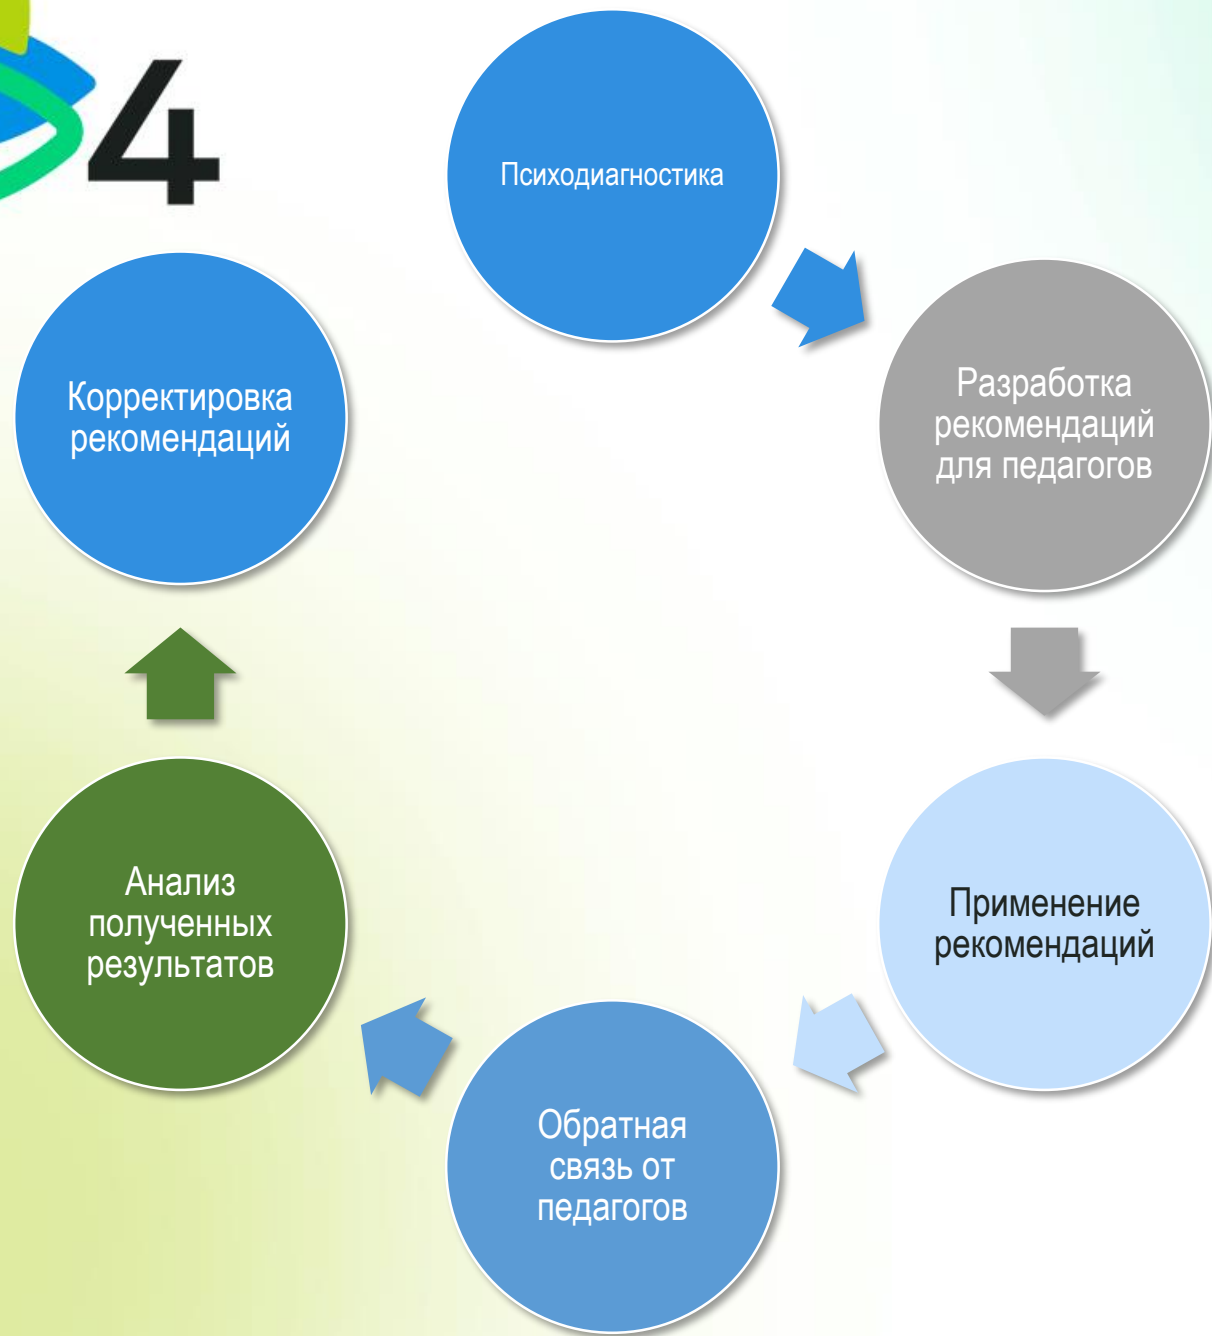 4
Психодиагностика
Разработка
рекомендаций
для педагогов
Применение
рекомендаций
Обратная
связь от
педагогов
Анализ
полученных
результатов
Корректировка
рекомендаций